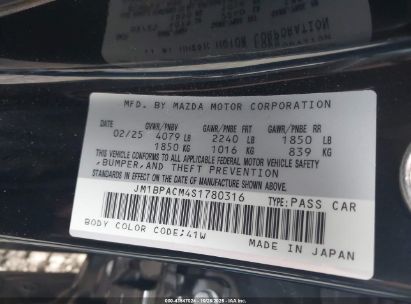 MFD. BY MAZDA MOTOR CORPORATION
02/25 GVWR/PNBV GAWR/PNBE FRT GAWR/PNBE RR
4079 LB 2240 LB 1850 LB
1850 KG 1016 KG 839 KG
THIS VEHICLE CONFORMS TO ALL APPLICABLE FEDERAL MOTOR VEHICLE SAFETY
, BUMPER, AND THEFT PREVENTION
STANDARDS IN EFFECT ON THE DATE OF MANUFACTURE SHOWN ABOVE.
JM1BPACM4S1780316 TYPE:PASS CAR
BODY COLOR CODE;41W
MADE IN JAPAN